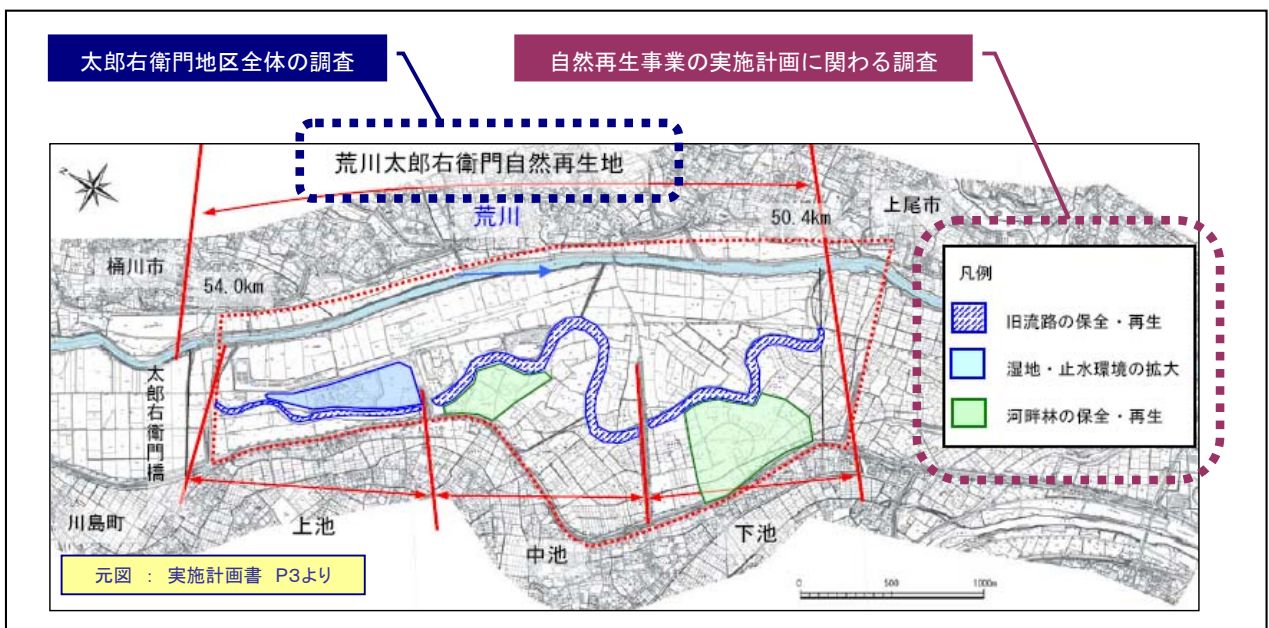 太郎右衛門地区全体の調査
自然再生事業の実施計画に関わる調査
荒川太郎右衛門自然再生地
荒川
50.4km
上尾市
桶川市
54.0km
凡例
旧流路の保全・再生
湿地・止水環境の拡大
河畔林の保全・再生
太郎右衛門橋
川島町
上池
中池
下池
元図 : 実施計画書 P3より
0 500 1000m